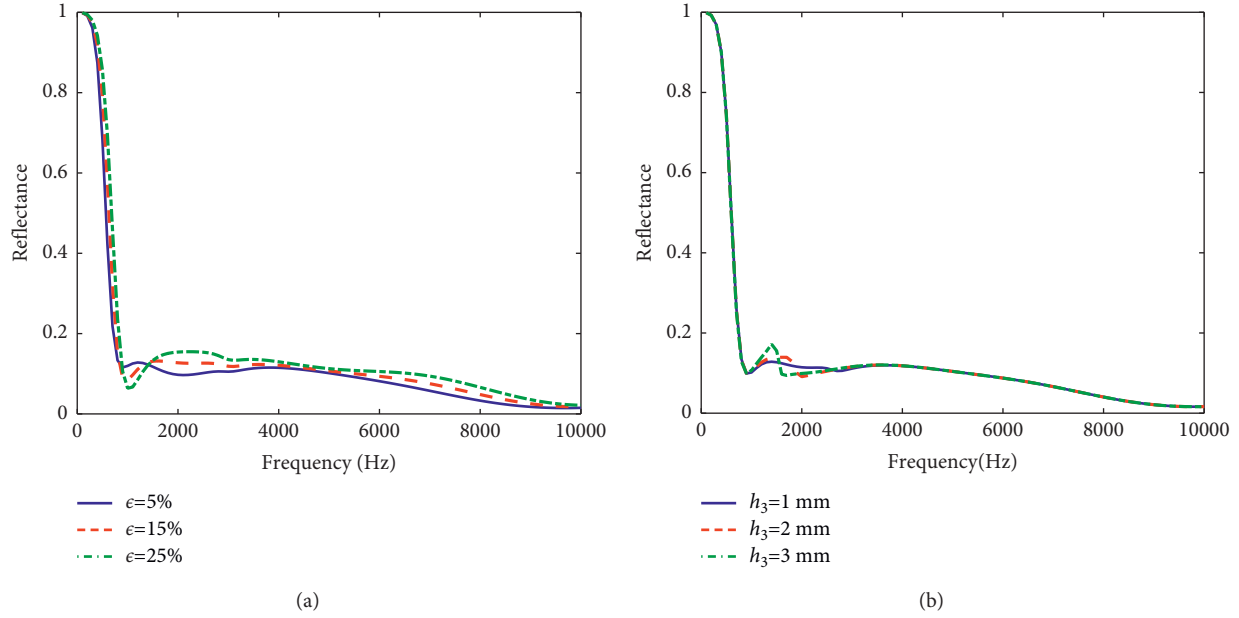 1
0.8
0.6
0.4
0.2
0
Reflectance
0 2000 4000 6000 8000 10000
Frequency (Hz)
ϵ=5%
ϵ=15%
ϵ=25%
(a)
1
0.8
0.6
0.4
0.2
0
Reflectance
0 2000 4000 6000 8000 10000
Frequency(Hz)
h₃=1 mm
h₃=2 mm
h₃=3 mm
(b)